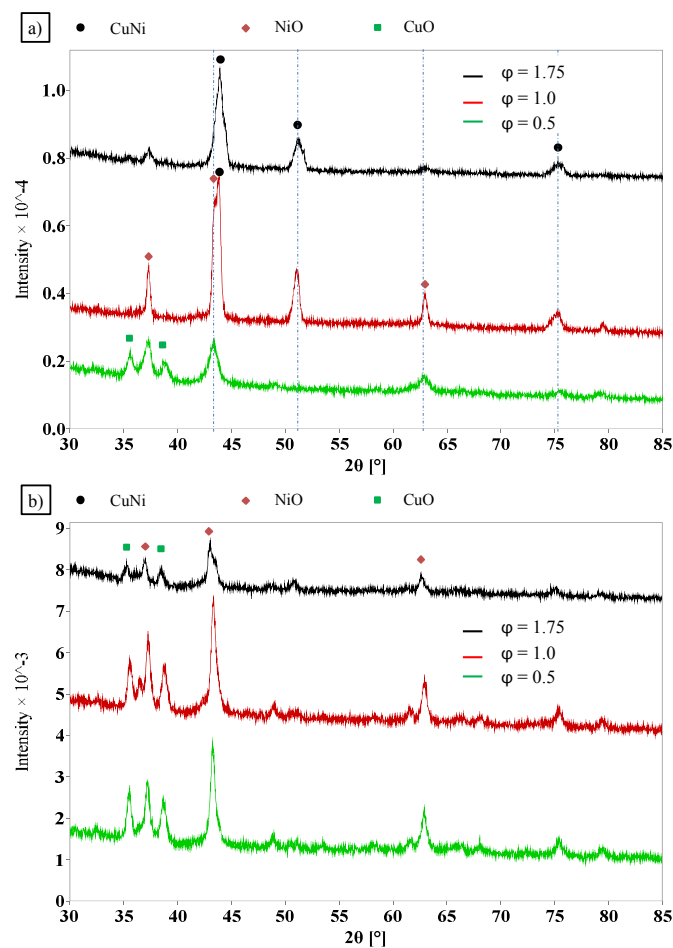 a) CuNi NiO CuO
φ = 1.75
φ = 1.0
φ = 0.5
1.0
0.8
0.6
0.4
0.2
0.0
Intensity × 10^-4
30 35 40 45 50 55 60 65 70 75 80 85
2θ [°]
b) CuNi NiO CuO
φ = 1.75
φ = 1.0
φ = 0.5
9
8
7
6
5
4
3
2
1
0
Intensity × 10^-3
30 35 40 45 50 55 60 65 70 75 80 85
2θ [°]